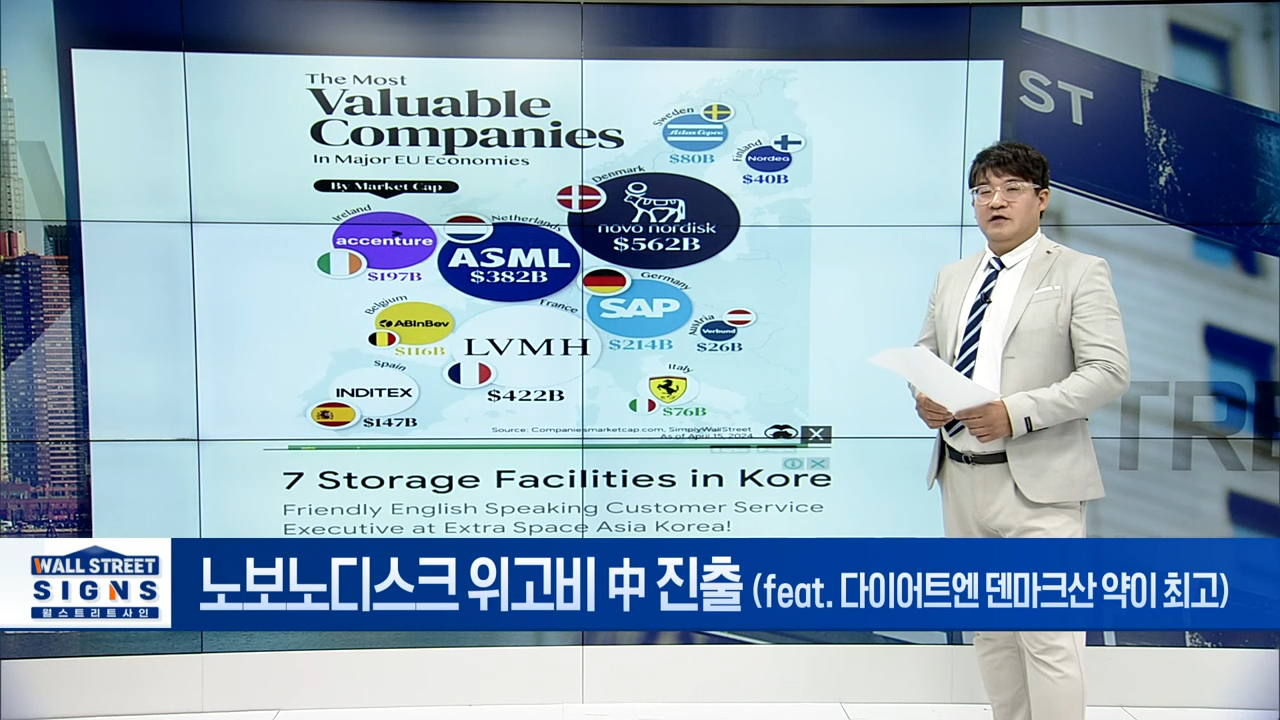 The Most
Valuable
Companies
In Major EU Economies
By Market Cap
Sweden
Atlas Copco
$80B
Finland
Nordea
$40B
Denmark
novo nordisk
$562B
Ireland
accenture
$197B
Netherlands
ASML
$382B
Germany
SAP
$214B
Belgium
ABInBev
$116B
France
LVMH
$422B
Austria
Verbund
$26B
Spain
INDITEX
$147B
Italy
$76B
Source: Companiesmarketcap.com, SimplyWallStreet
As of April 15, 2024
7 Storage Facilities in Kore
Friendly English Speaking Customer Service
Executive at Extra Space Asia Korea!
ST
TRE
WALL STREET
SIGNS
월스트리트사인
노보노디스크 위고비 中 진출 (feat. 다이어트엔 덴마크산 약이 최고)